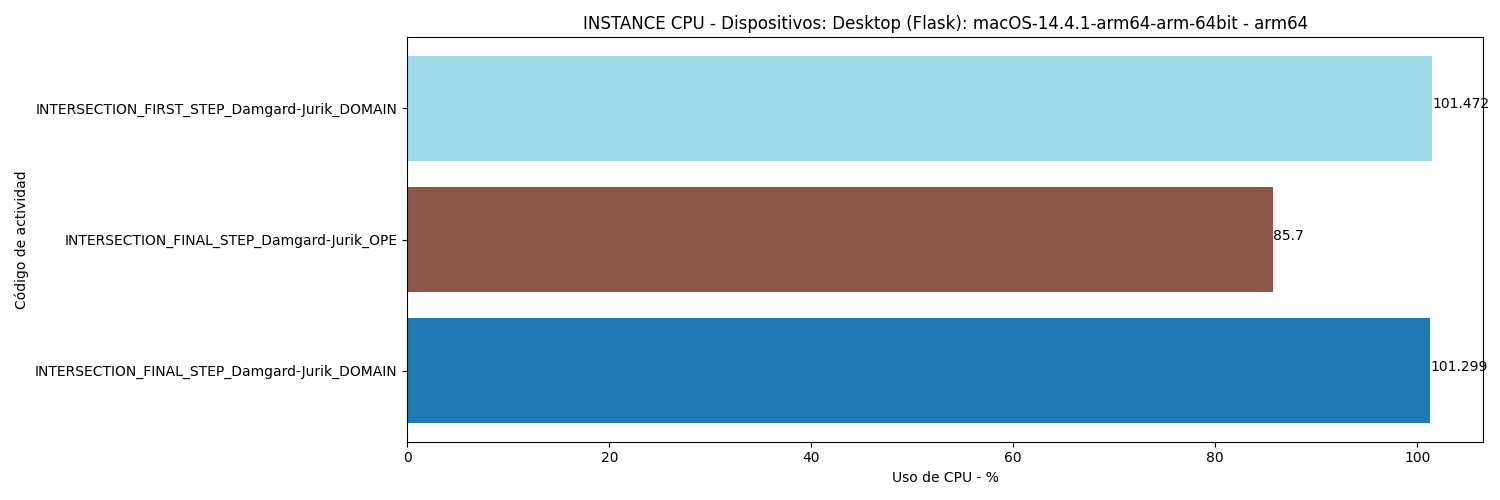 INSTANCE CPU - Dispositivos: Desktop (Flask): macOS-14.4.1-arm64-arm-64bit - arm64
INTERSECTION_FIRST_STEP_Damgard-Jurik_DOMAIN
101.472
INTERSECTION_FINAL_STEP_Damgard-Jurik_OPE
85.7
INTERSECTION_FINAL_STEP_Damgard-Jurik_DOMAIN
101.299
Código de actividad
0 20 40 60 80 100
Uso de CPU - %